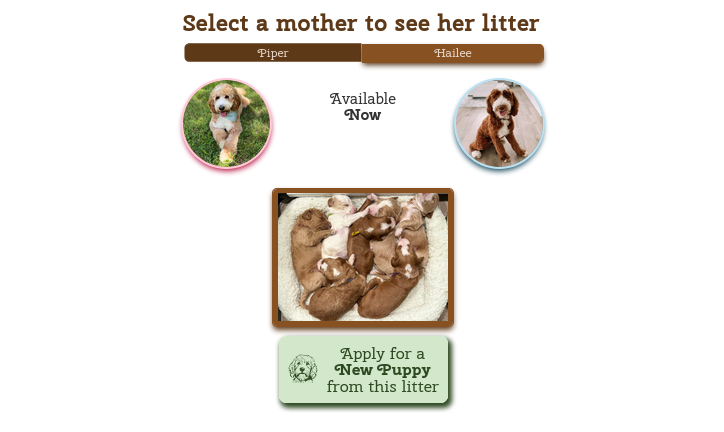 Select a mother to see her litter
Piper
Hailee
Available
Now
Apply for a
New Puppy
from this litter